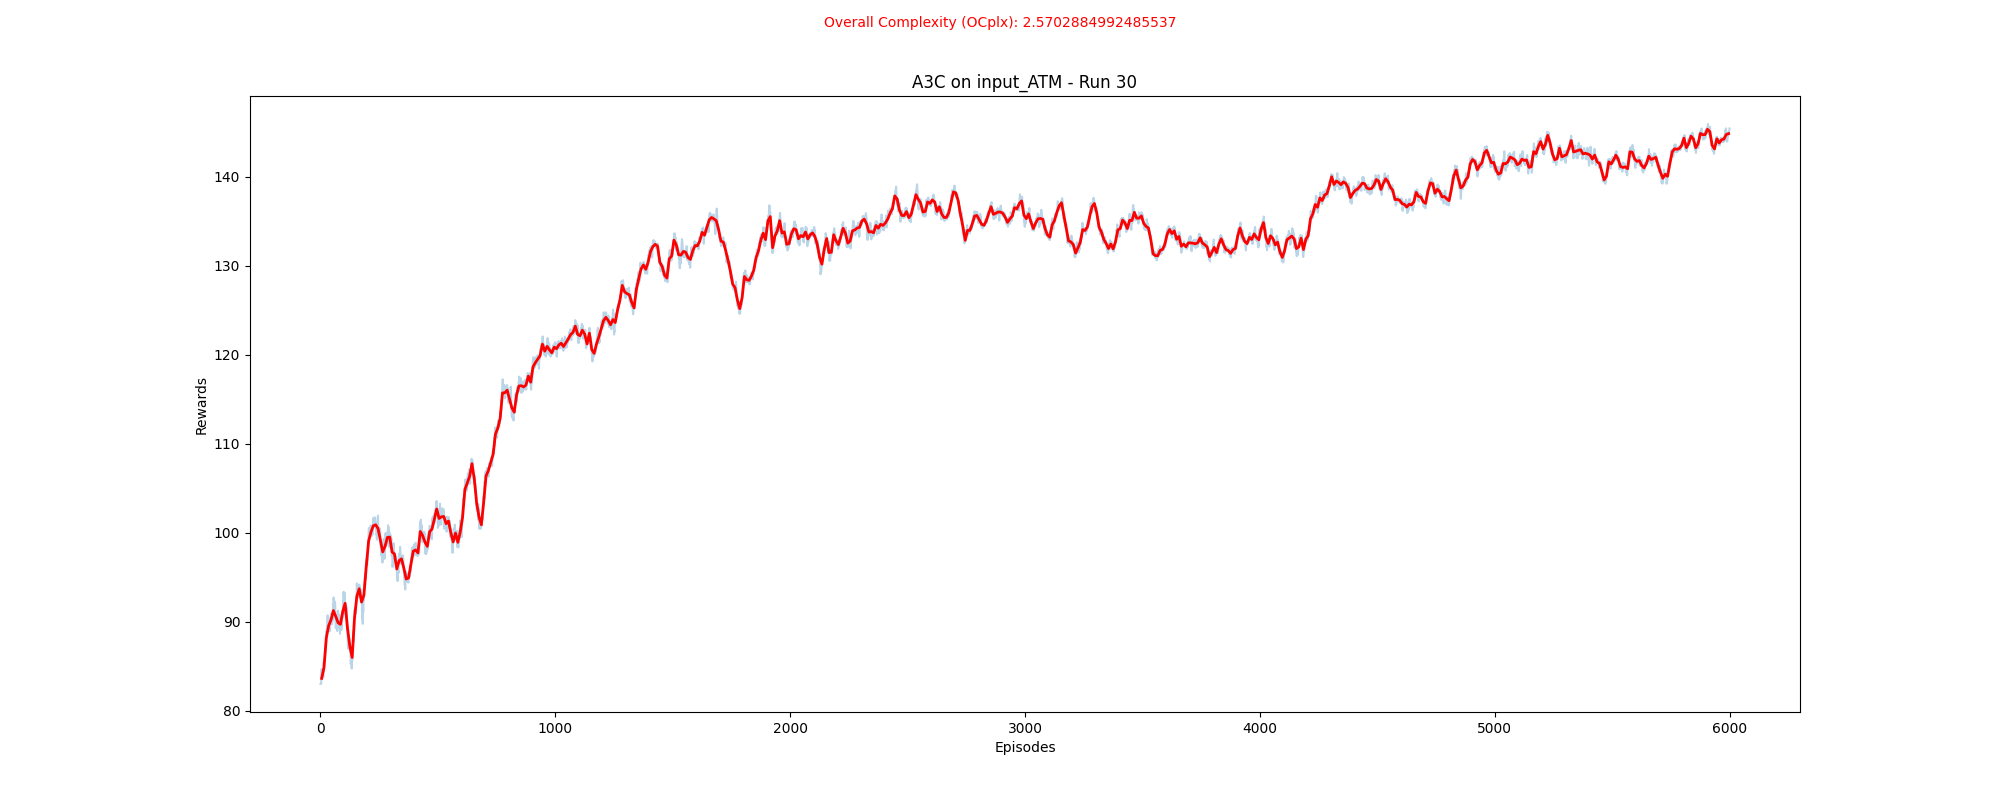 Overall Complexity (OCplx): 2.5702884992485537
A3C on input_ATM - Run 30
Rewards
140
130
120
110
100
90
80
0 1000 2000 3000 4000 5000 6000
Episodes